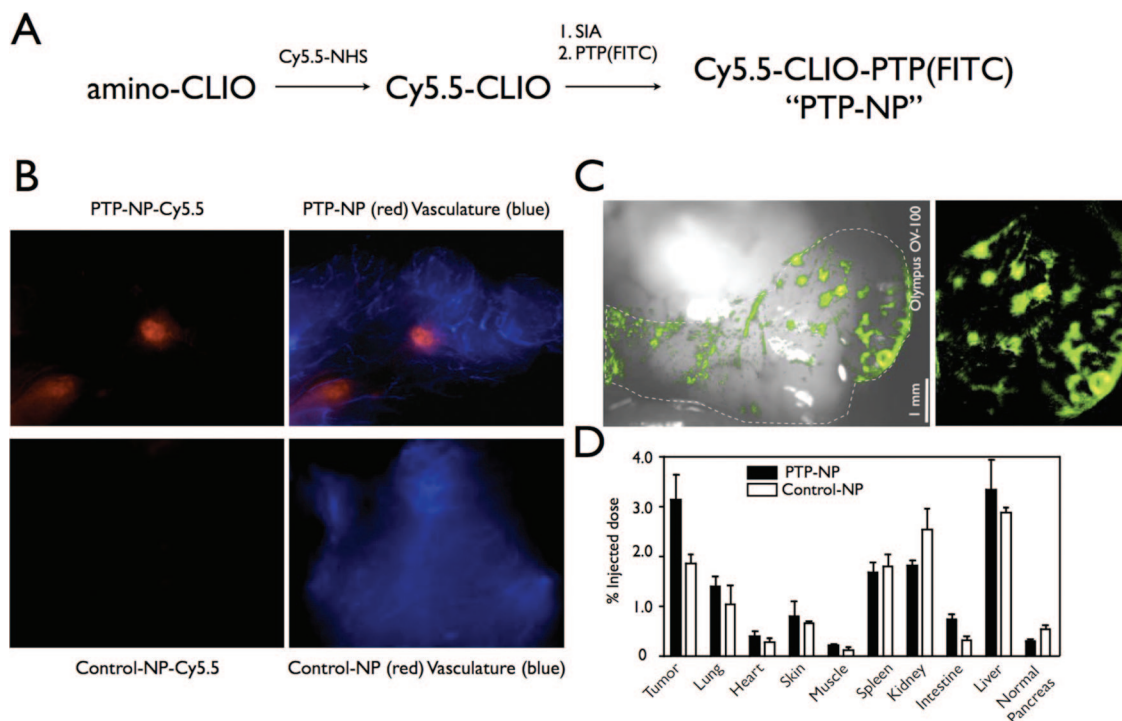 A
amino-CLIO
Cy5.5-NHS
Cy5.5-CLIO
1. SIA
2. PTP(FITC)
Cy5.5-CLIO-PTP(FITC)
“PTP-NP”
B
PTP-NP-Cy5.5
PTP-NP (red) Vasculature (blue)
Control-NP-Cy5.5
Control-NP (red) Vasculature (blue)
C
Olympus OV-100
1 mm
D
PTP-NP
Control-NP
% Injected dose
4.0
3.0
2.0
1.0
0
Tumor
Lung
Heart
Skin
Muscle
Spleen
Kidney
Intestine
Liver
Normal
Pancreas